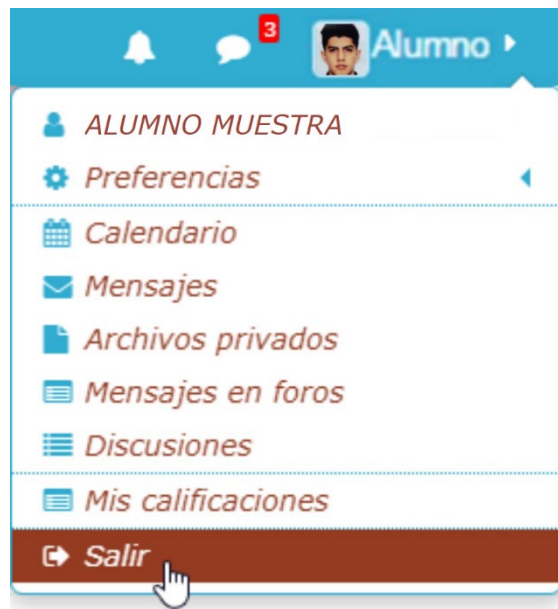 3
Alumno
ALUMNO MUESTRA
Preferencias
Calendario
Mensajes
Archivos privados
Mensajes en foros
Discusiones
Mis calificaciones
Salir